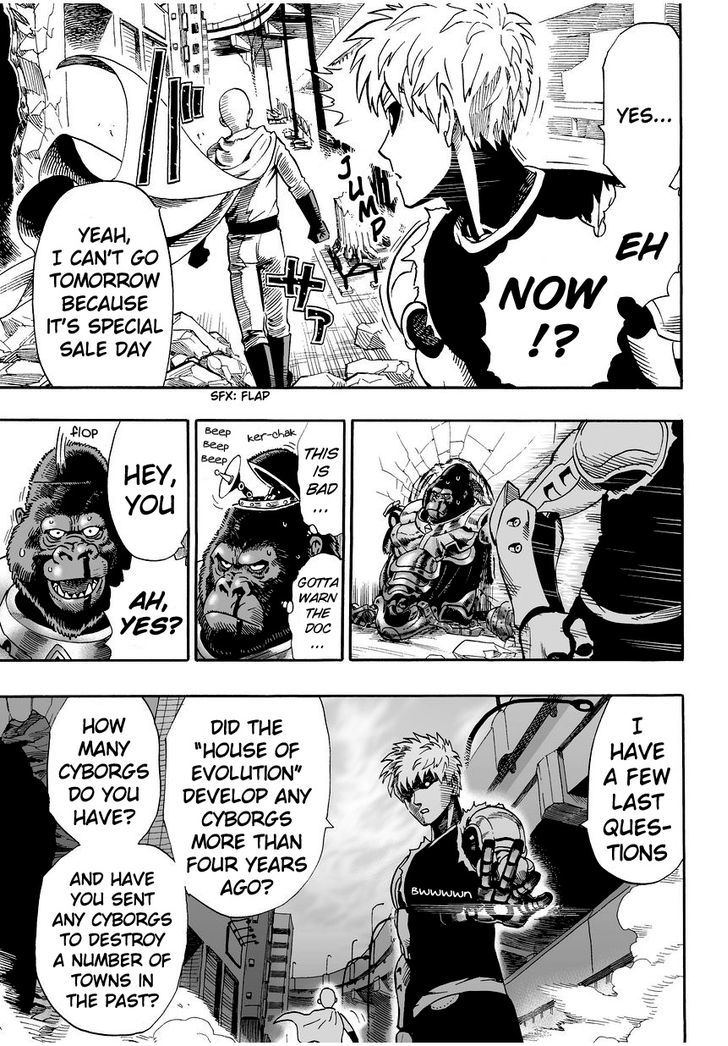 YES...
EH
NOW
!?
JUMP
ザッ
YEAH,
I CAN'T GO
TOMORROW
BECAUSE
IT'S SPECIAL
SALE DAY
SFX: FLAP
THIS
IS
BAD
...
GOTTA
WARN
THE
DOC
...
ker-chak
BEEP
BEEP
BEEP
flop
HEY,
YOU
AH,
YES?
I
HAVE
A FEW
LAST
QUES-
TIONS
BWWWWN
DID THE
"HOUSE OF
EVOLUTION"
DEVELOP ANY
CYBORGS
MORE THAN
FOUR YEARS
AGO?
HOW
MANY
CYBORGS
DO YOU
HAVE?
AND HAVE
YOU SENT
ANY CYBORGS
TO DESTROY
A NUMBER OF
TOWNS IN
THE PAST?